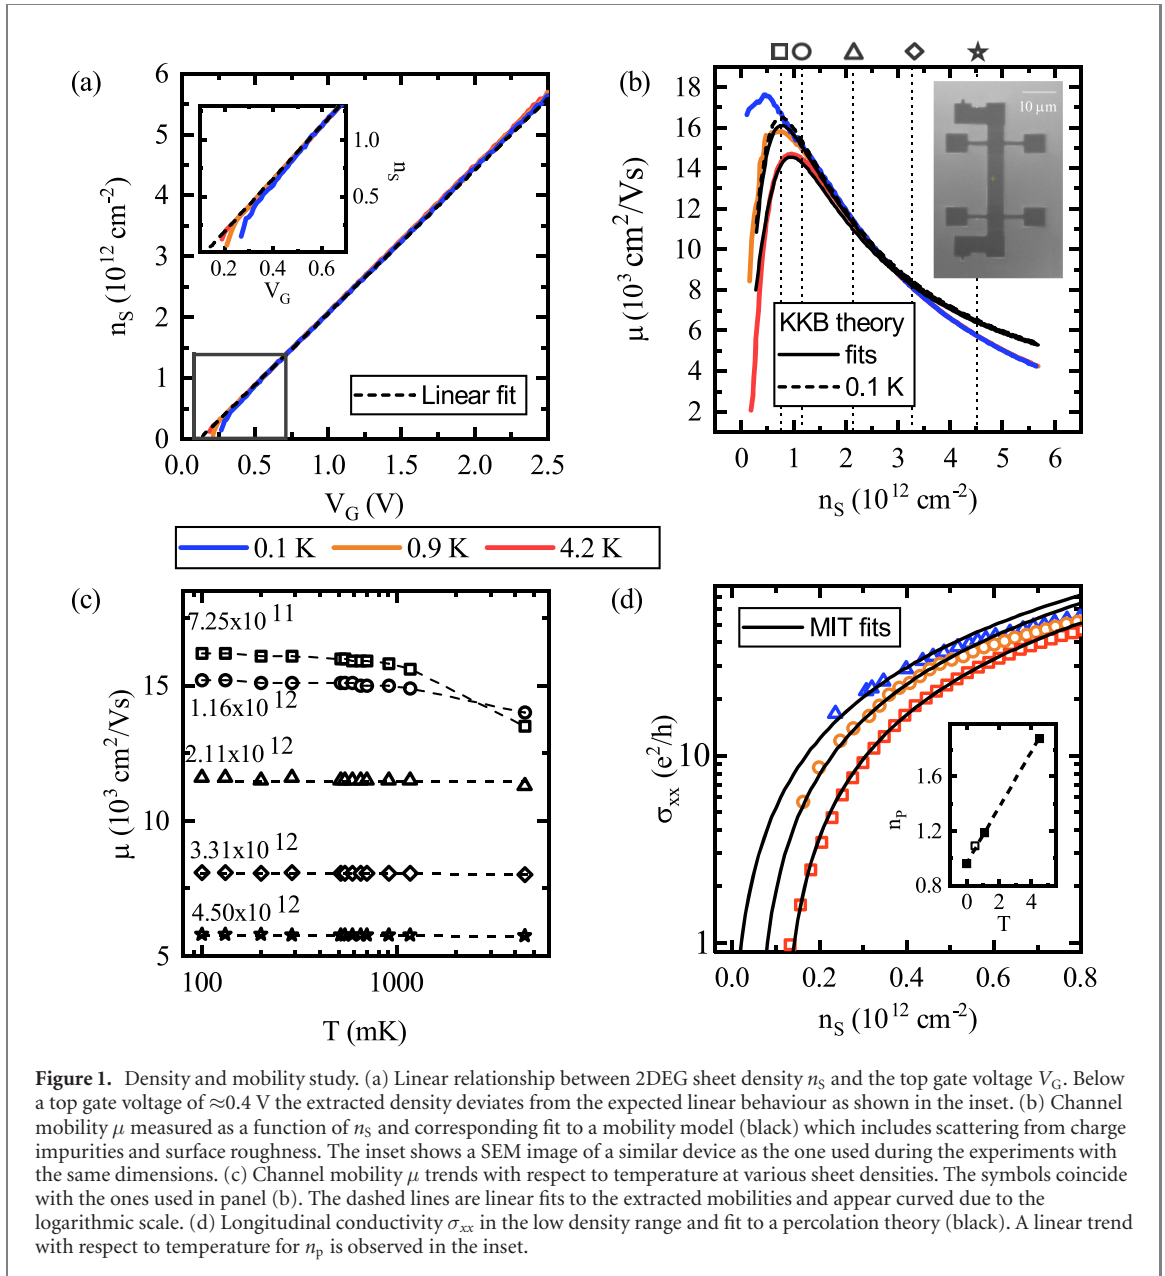 (a)
6
5
4
3
2
1
0
n_S (10^12 cm^-2)
1.0
0.5
n_S
0.2 0.4 0.6
V_G
Linear fit
0.0 0.5 1.0 1.5 2.0 2.5
V_G (V)
(b)
18
16
14
12
10
8
6
4
2
μ (10^3 cm^2/Vs)
10 μm
KKB theory
fits
0.1 K
0 1 2 3 4 5 6
n_S (10^12 cm^-2)
0.1 K 0.9 K 4.2 K
(c)
7.25x10^11
1.16x10^12
2.11x10^12
3.31x10^12
4.50x10^12
15
10
5
μ (10^3 cm^2/Vs)
100 1000
T (mK)
(d)
MIT fits
10
1
σ_xx (e^2/h)
1.6
1.2
0.8
n_p
0 2 4
T
0.0 0.2 0.4 0.6 0.8
n_S (10^12 cm^-2)
Figure 1. Density and mobility study. (a) Linear relationship between 2DEG sheet density n_S and the top gate voltage V_G. Below
a top gate voltage of ≈0.4 V the extracted density deviates from the expected linear behaviour as shown in the inset. (b) Channel
mobility μ measured as a function of n_S and corresponding fit to a mobility model (black) which includes scattering from charge
impurities and surface roughness. The inset shows a SEM image of a similar device as the one used during the experiments with
the same dimensions. (c) Channel mobility μ trends with respect to temperature at various sheet densities. The symbols coincide
with the ones used in panel (b). The dashed lines are linear fits to the extracted mobilities and appear curved due to the
logarithmic scale. (d) Longitudinal conductivity σ_xx in the low density range and fit to a percolation theory (black). A linear trend
with respect to temperature for n_p is observed in the inset.